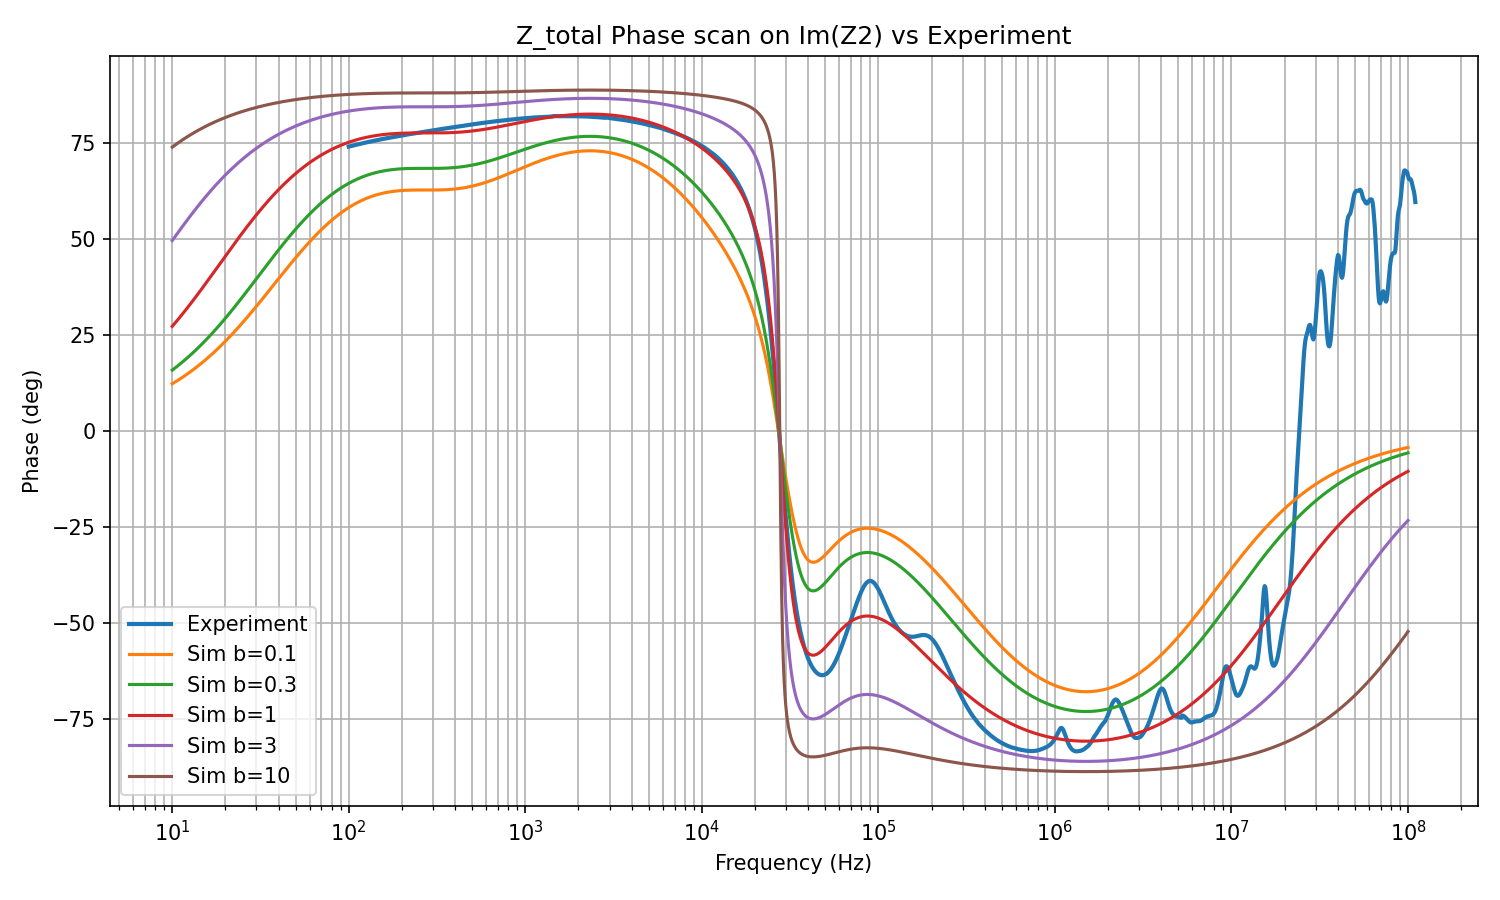 Z_total Phase scan on Im(Z2) vs Experiment
Phase (deg)
75
50
25
0
−25
−50
−75
Experiment
Sim b=0.1
Sim b=0.3
Sim b=1
Sim b=3
Sim b=10
10¹
10²
10³
10⁴
10⁵
10⁶
10⁷
10⁸
Frequency (Hz)